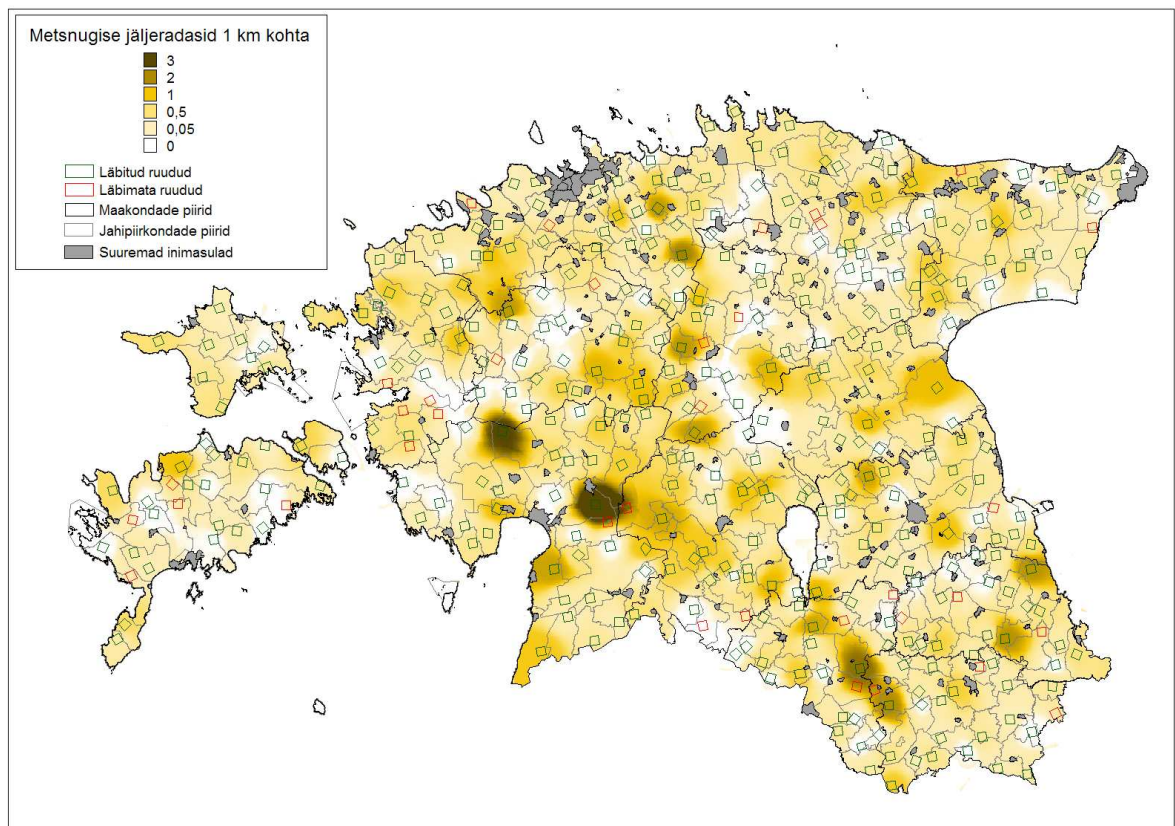 Metsnugise jäljeradasid 1 km kohta
3
2
1
0,5
0,05
0
Läbitud ruudud
Läbimata ruudud
Maakondade piirid
Jahipiirkondade piirid
Suuremad inimasulad